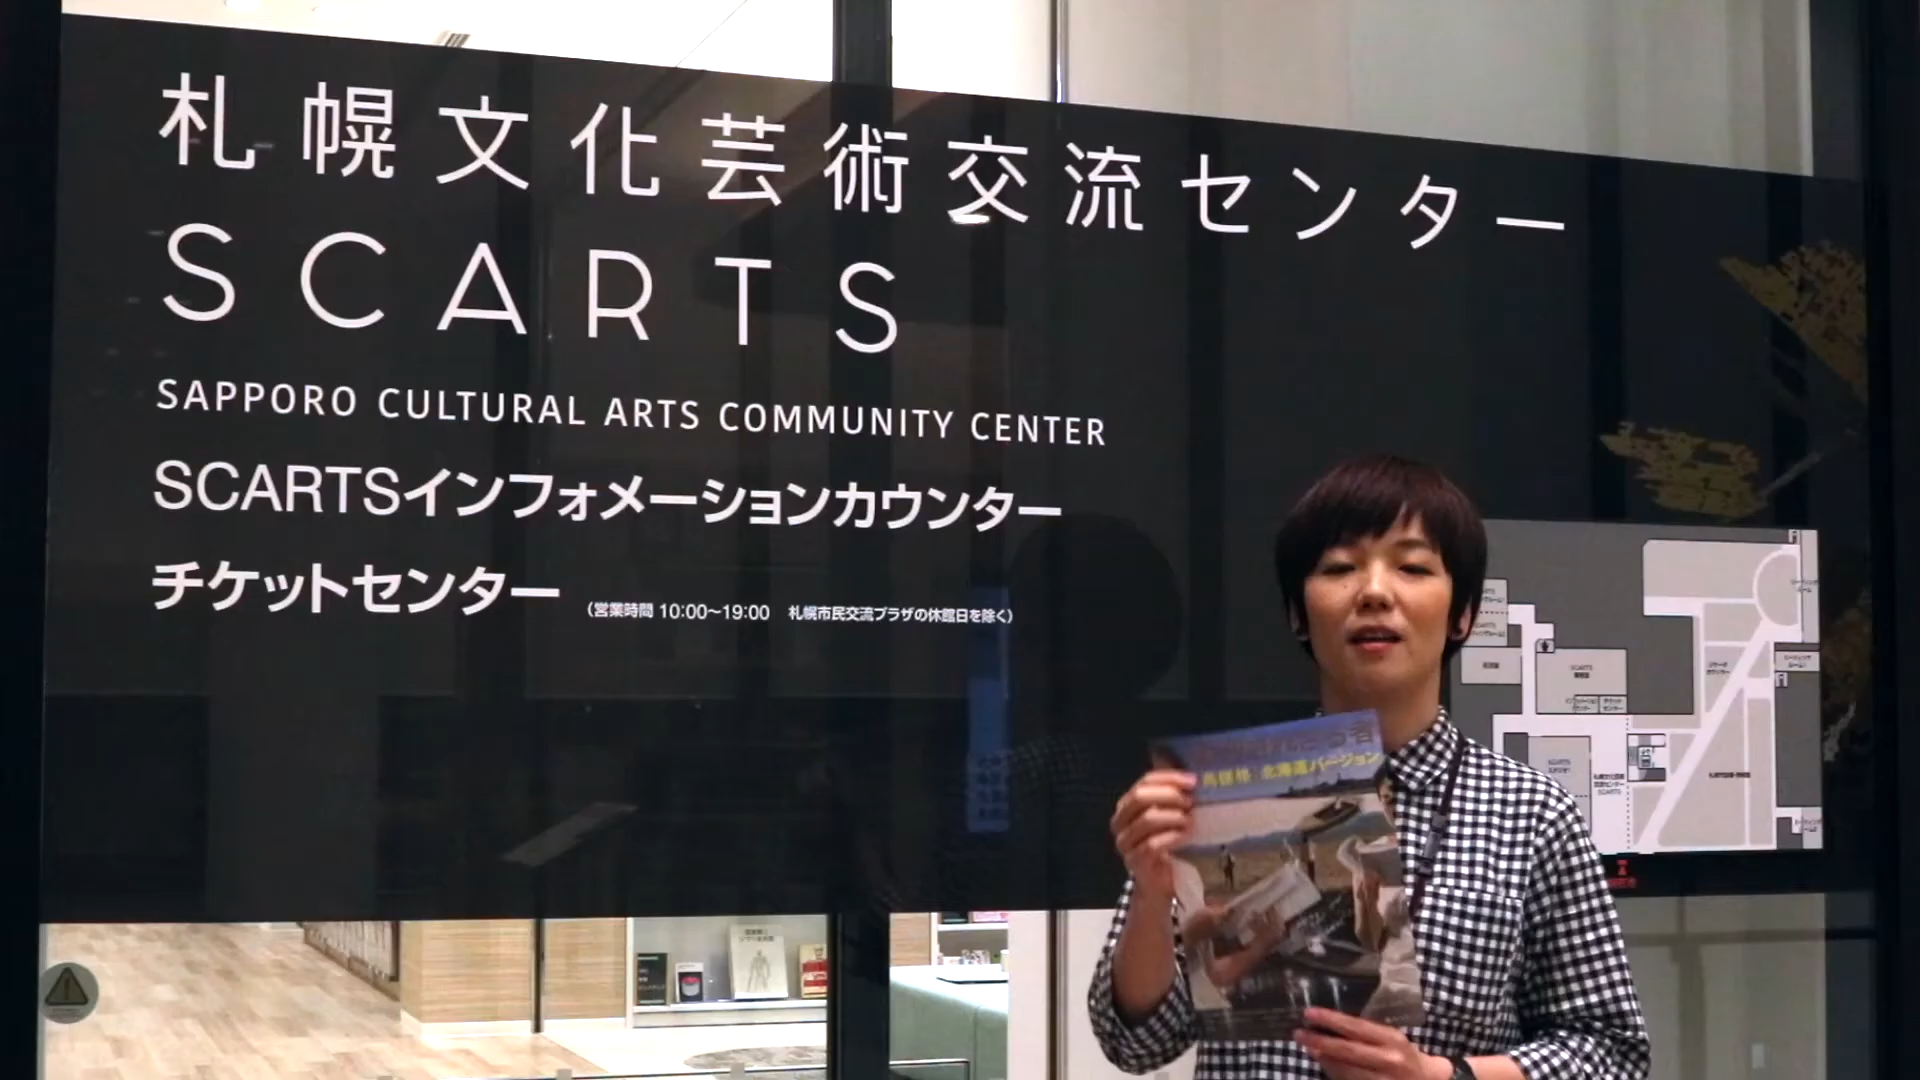 札幌文化芸術交流センター
SCARTS
SAPPORO CULTURAL ARTS COMMUNITY CENTER
SCARTSインフォメーションカウンター
チケットセンター (営業時間 10:00〜19:00 札幌市民交流プラザの休館日を除く)
北海道バージョン